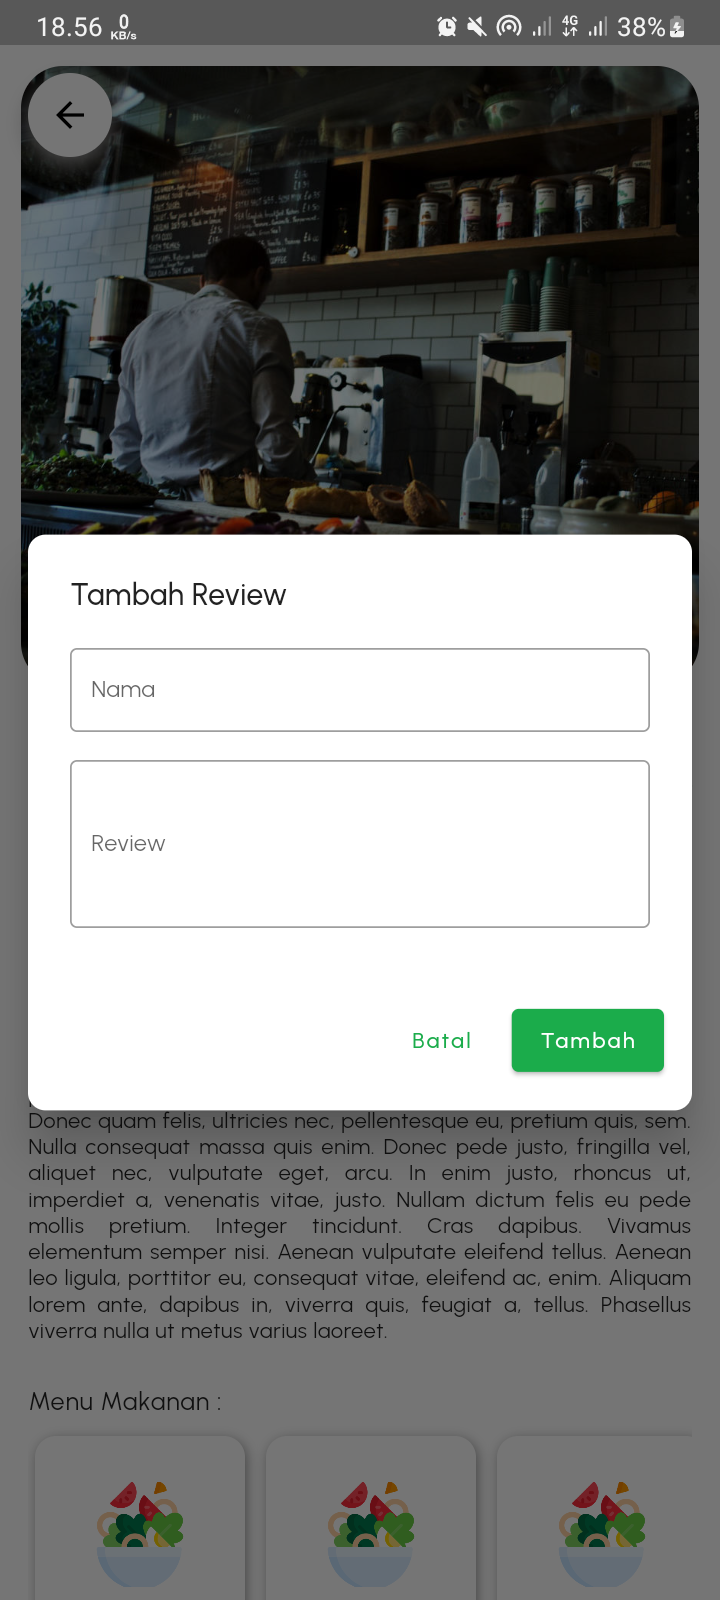 18.56 0 KB/s 4G 38%
Tambah Review
Nama
Review
Batal Tambah
Donec quam felis, ultricies nec, pellentesque eu, pretium quis, sem.
Nulla consequat massa quis enim. Donec pede justo, fringilla vel,
aliquet nec, vulputate eget, arcu. In enim justo, rhoncus ut,
imperdiet a, venenatis vitae, justo. Nullam dictum felis eu pede
mollis pretium. Integer tincidunt. Cras dapibus. Vivamus
elementum semper nisi. Aenean vulputate eleifend tellus. Aenean
leo ligula, porttitor eu, consequat vitae, eleifend ac, enim. Aliquam
lorem ante, dapibus in, viverra quis, feugiat a, tellus. Phasellus
viverra nulla ut metus varius laoreet.
Menu Makanan :